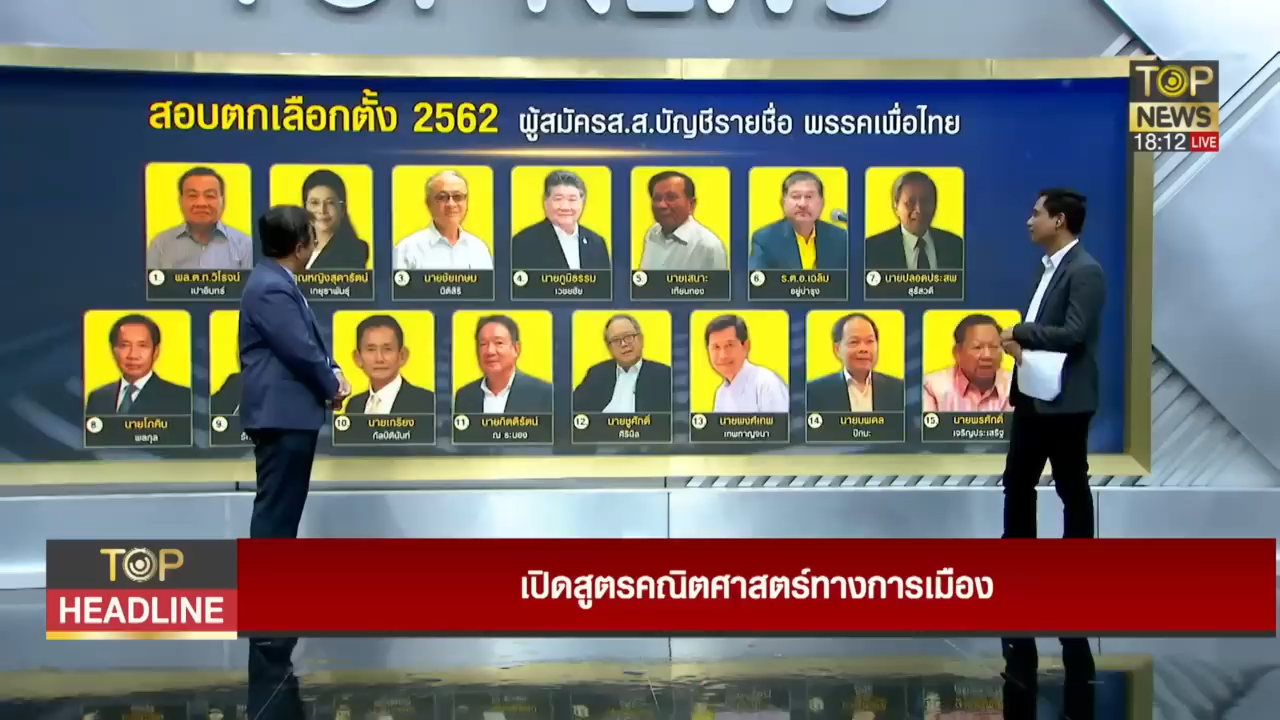 TOP NEWS
TOP
NEWS
18:12 LIVE
สอบตกเลือกตั้ง 2562 ผู้สมัครส.ส.บัญชีรายชื่อ พรรคเพื่อไทย
1. พล.ต.ท.วิโรจน์
เปาอินทร์
คุณหญิงสุดารัตน์
เกยุราพันธุ์
3. นายชัยเกษม
นิติสิริ
4. นายภูมิธรรม
เวชยชัย
5. นายเสนาะ
เทียนทอง
6. ร.ต.อ.เฉลิม
อยู่บำรุง
7. นายปลอดประสพ
สุรัสวดี
8. นายโภคิน
พลกุล
9.
10. นายเกรียง
กัลป์ตินันท์
11. นายกิตติรัตน์
ณ ระนอง
12. นายชูศักดิ์
ศิรินิล
13. นายพงศ์เทพ
เทพกาญจนา
14. นายนพดล
ปัทมะ
15. นายพรศักดิ์
เจริญประเสริฐ
TOP
HEADLINE
เปิดสูตรคณิตศาสตร์ทางการเมือง